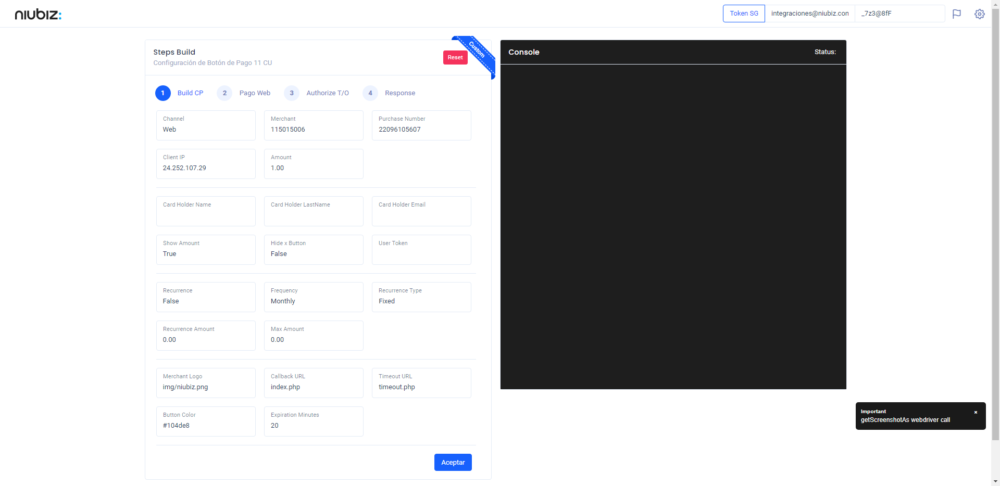 niubiz:
Token SG
integraciones@niubiz.con
_7z3@8fF
Steps Build
Configuración de Botón de Pago 11 CU
Reset
Custom
1 Build CP
2 Pago Web
3 Authorize T/O
4 Response
Channel
Web
Merchant
115015006
Purchase Number
22096105607
Client IP
24.252.107.29
Amount
1.00
Card Holder Name
Card Holder LastName
Card Holder Email
Show Amount
True
Hide x Button
False
User Token
Recurrence
False
Frequency
Monthly
Recurrence Type
Fixed
Recurrence Amount
0.00
Max Amount
0.00
Merchant Logo
img/niubiz.png
Callback URL
index.php
Timeout URL
timeout.php
Button Color
#104de8
Expiration Minutes
20
Aceptar
Console
Status:
Important
×
getScreenshotAs webdriver call